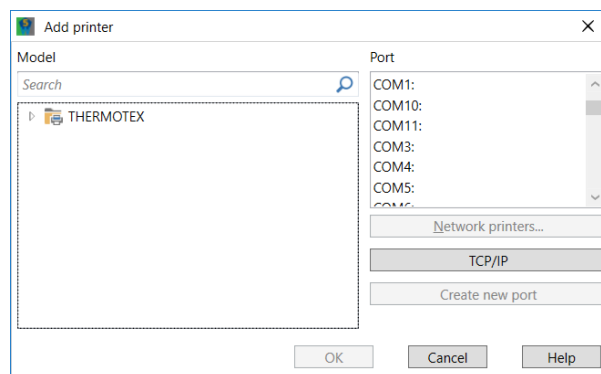 Add printer
Model
Search
THERMOTEX
Port
COM1:
COM10:
COM11:
COM3:
COM4:
COM5:
Network printers...
TCP/IP
Create new port
OK
Cancel
Help